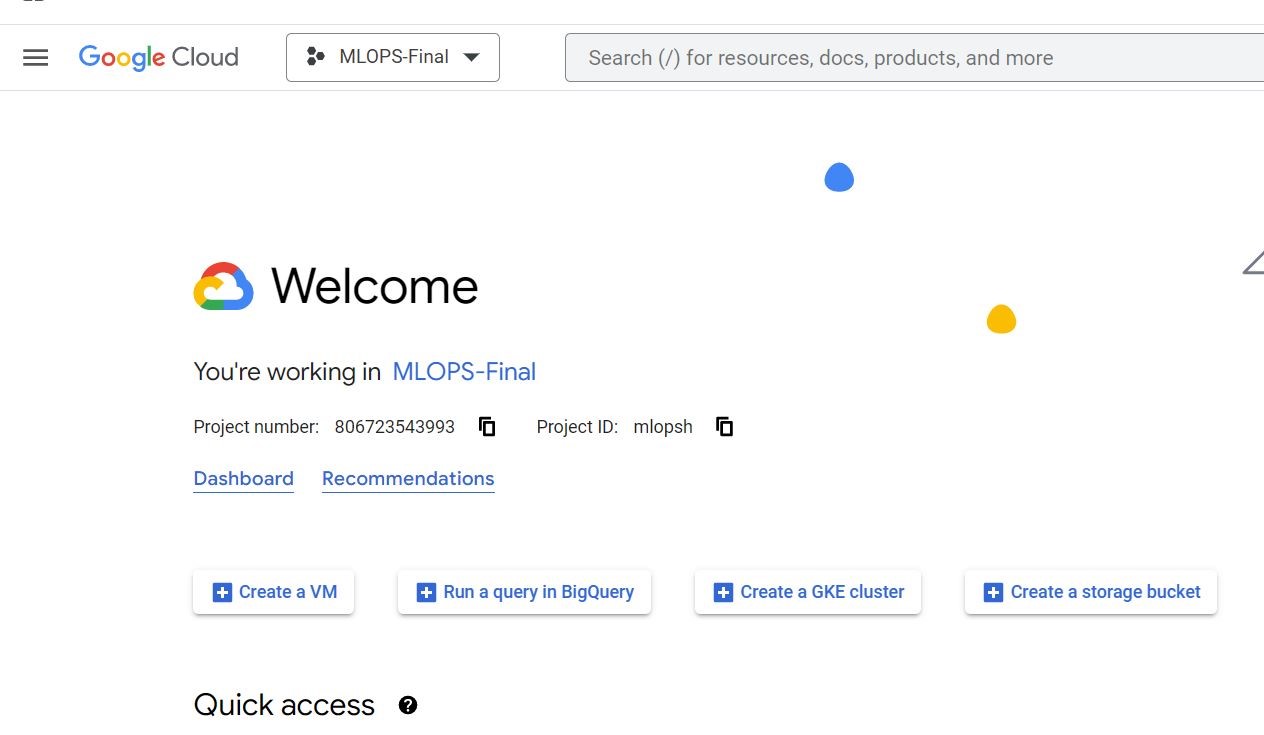 Google Cloud
MLOPS-Final
Search (/) for resources, docs, products, and more
Welcome
You're working in MLOPS-Final
Project number: 806723543993 Project ID: mlopsh
Dashboard Recommendations
Create a VM
Run a query in BigQuery
Create a GKE cluster
Create a storage bucket
Quick access